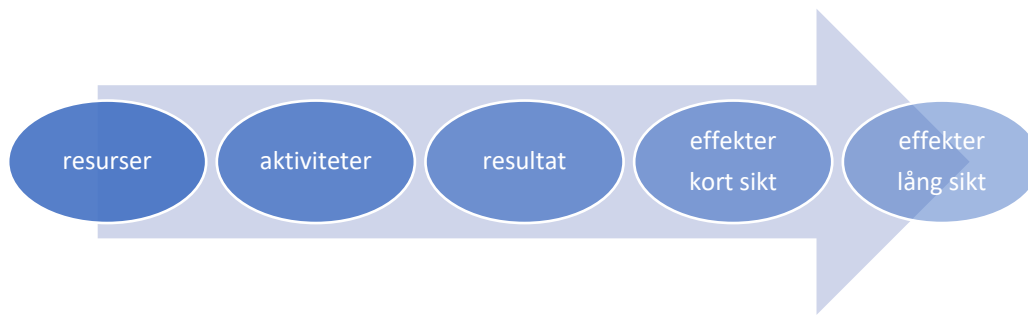 resurser
aktiviteter
resultat
effekter
kort sikt
effekter
lång sikt